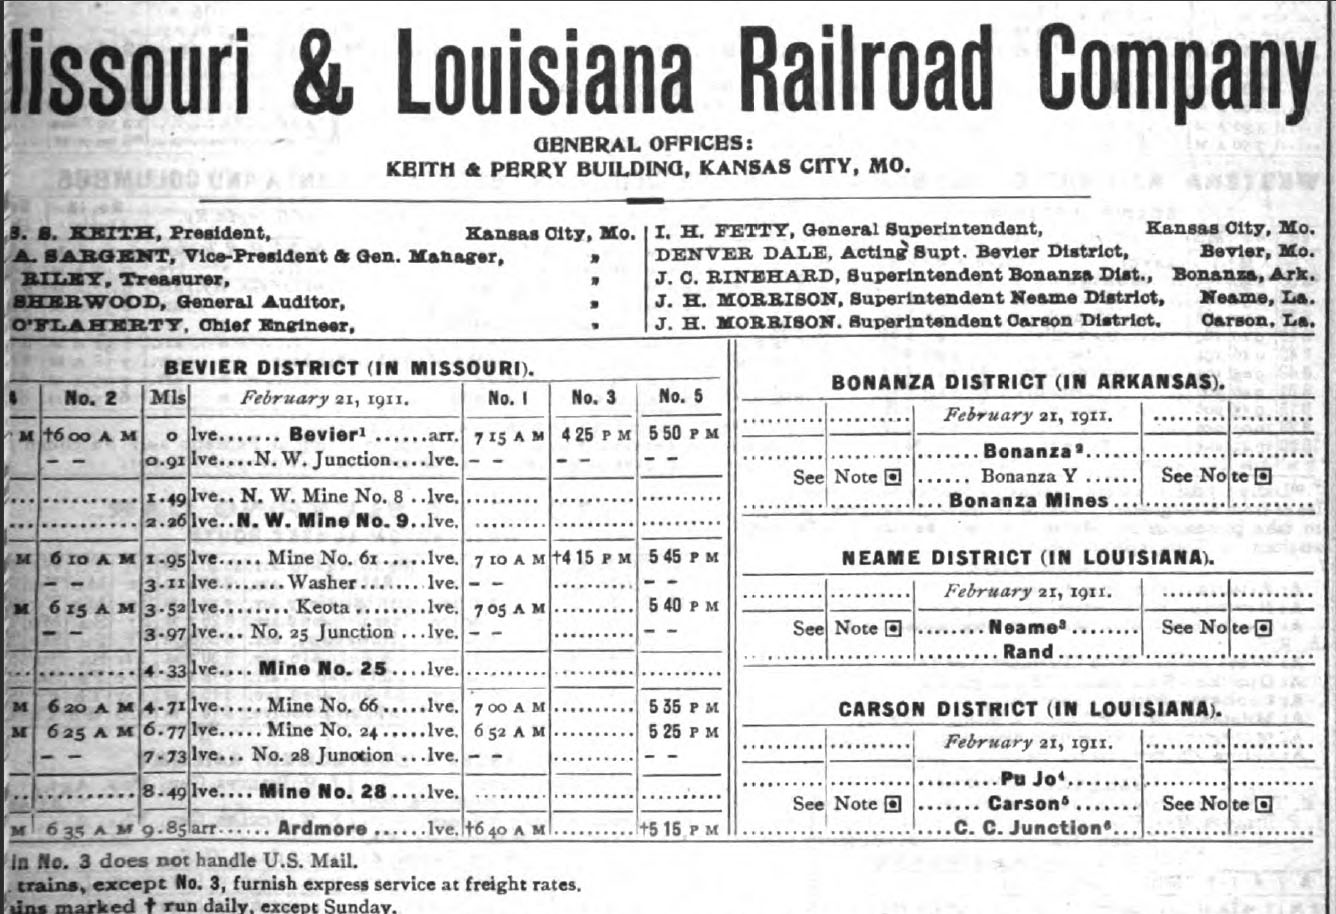 lissouri & Louisiana Railroad Company
GENERAL OFFICES:
KEITH & PERRY BUILDING, KANSAS CITY, MO.
S. S. KEITH, President, Kansas City, Mo.
A. SARGENT, Vice-President & Gen. Manager, "
RILEY, Treasurer, "
SHERWOOD, General Auditor, "
O'FLAHERTY, Chief Engineer, "
I. H. FETTY, General Superintendent, Kansas City, Mo.
DENVER DALE, Acting Supt. Bevier District, Bevier, Mo.
J. C. RINEHARD, Superintendent Bonanza Dist., Bonanza, Ark.
J. H. MORRISON, Superintendent Neame District, Neame, La.
J. H. MORRISON, Superintendent Carson District, Carson, La.
BEVIER DISTRICT (IN MISSOURI).
No. 2 Mls February 21, 1911. No. 1 No. 3 No. 5
M †6 00 A M 0 lve....... Bevier¹ ......arr. 7 15 A M 4 25 P M 5 50 P M
– – 0.91 lve....N. W. Junction....lve. – – – –
1.49 lve.. N. W. Mine No. 8 ..lve.
2.26 lve..N. W. Mine No. 9..lve.
M 6 10 A M 1.95 lve..... Mine No. 61 .....lve. 7 10 A M †4 15 P M 5 45 P M
– – 3.11 lve....... Washer.......lve. – – – –
M 6 15 A M 3.52 lve........ Keota ........lve. 7 05 A M 5 40 P M
– – 3.97 lve... No. 25 Junction ...lve. – – – –
4.33 lve..... Mine No. 25 .....lve.
M 6 20 A M 4.71 lve..... Mine No. 66.....lve. 7 00 A M 5 35 P M
M 6 25 A M 6.77 lve..... Mine No. 24.....lve. 6 52 A M 5 25 P M
– – 7.73 lve... No. 28 Junction ...lve. – –
8.49 lve..... Mine No. 28.....lve.
M 6 35 A M 9.85 arr...... Ardmore .....lve. †6 40 A M †5 15 P M
in No. 3 does not handle U.S. Mail.
trains, except No. 3, furnish express service at freight rates.
ins marked † run daily, except Sunday.
BONANZA DISTRICT (IN ARKANSAS).
February 21, 1911.
Bonanza²
See Note ▣ ...... Bonanza Y ...... See Note ▣
Bonanza Mines
NEAME DISTRICT (IN LOUISIANA).
February 21, 1911.
See Note ▣ ........Neame³........ See Note ▣
Rand
CARSON DISTRICT (IN LOUISIANA).
February 21, 1911.
Pu Jo⁴
See Note ▣ ....... Carson⁵ ....... See Note ▣
C. C. Junction⁶